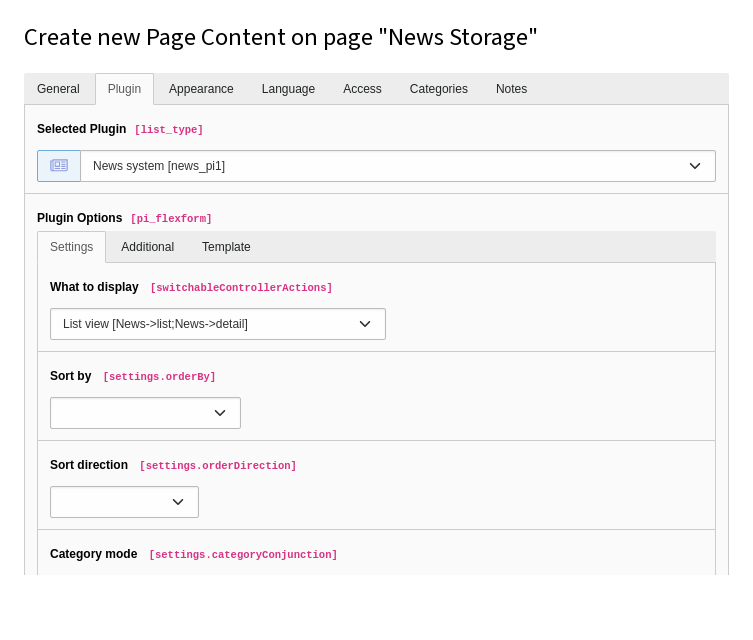 Create new Page Content on page "News Storage"
General Plugin Appearance Language Access Categories Notes
Selected Plugin [list_type]
News system [news_pi1]
Plugin Options [pi_flexform]
Settings Additional Template
What to display [switchableControllerActions]
List view [News->list;News->detail]
Sort by [settings.orderBy]
Sort direction [settings.orderDirection]
Category mode [settings.categoryConjunction]